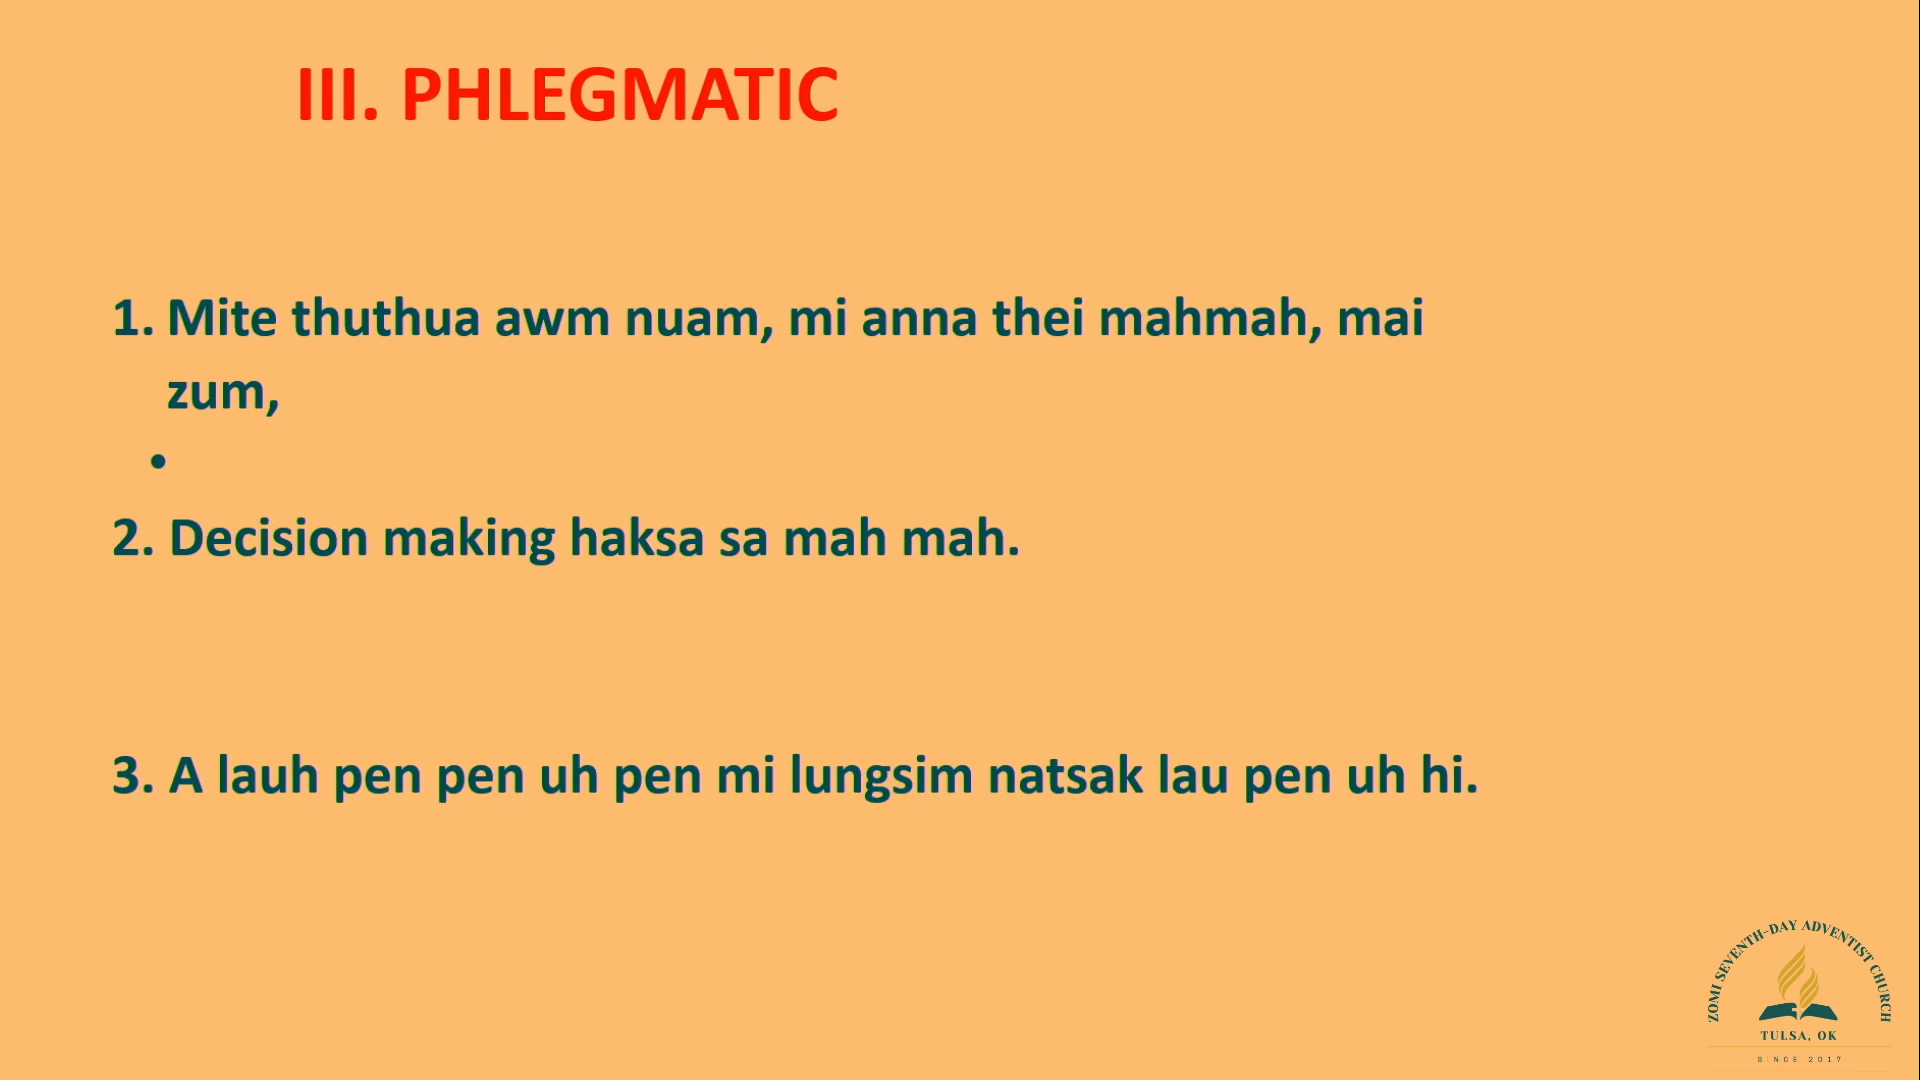 III. PHLEGMATIC
1. Mite thuthua awm nuam, mi anna thei mahmah, mai
zum,
•
2. Decision making haksa sa mah mah.
3. A lauh pen pen uh pen mi lungsim natsak lau pen uh hi.
ZOMI SEVENTH-DAY ADVENTIST CHURCH
TULSA, OK
SINCE 2017